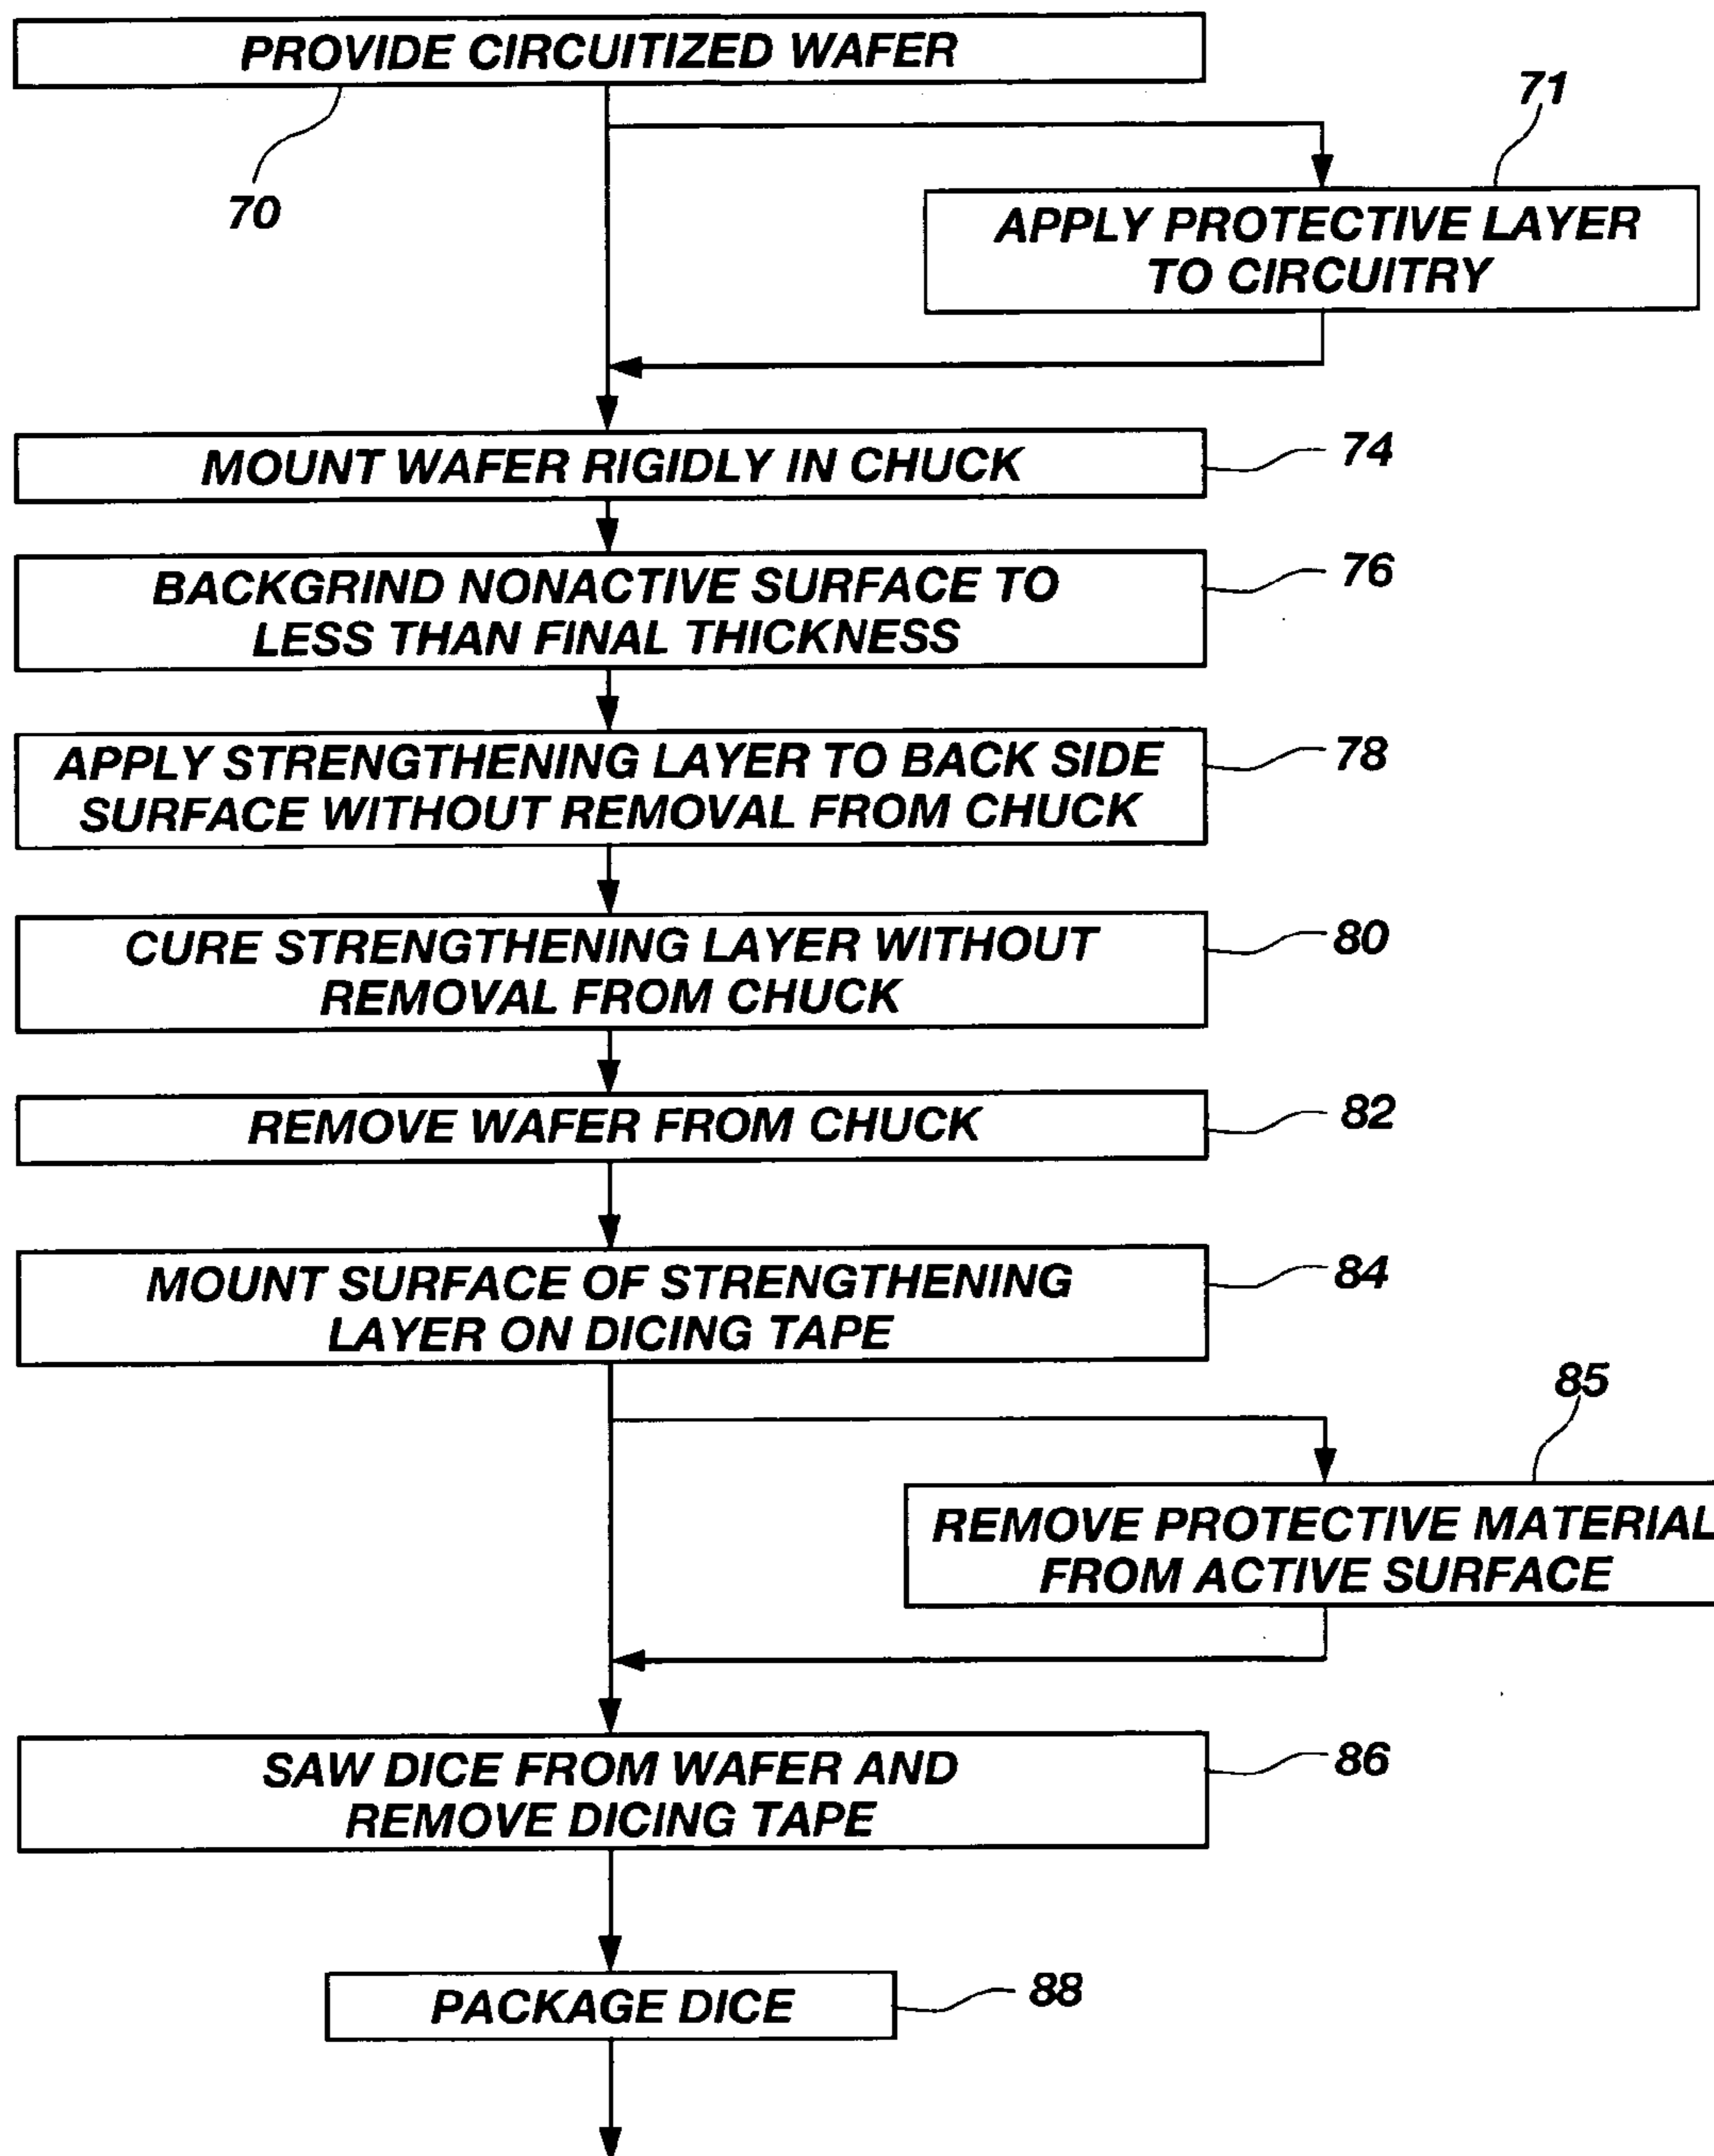 PROVIDE CIRCUITIZED WAFER
70
71
APPLY PROTECTIVE LAYER
TO CIRCUITRY
MOUNT WAFER RIGIDLY IN CHUCK
74
BACKGRIND NONACTIVE SURFACE TO
LESS THAN FINAL THICKNESS
76
APPLY STRENGTHENING LAYER TO BACK SIDE
SURFACE WITHOUT REMOVAL FROM CHUCK
78
CURE STRENGTHENING LAYER WITHOUT
REMOVAL FROM CHUCK
80
REMOVE WAFER FROM CHUCK
82
MOUNT SURFACE OF STRENGTHENING
LAYER ON DICING TAPE
84
85
REMOVE PROTECTIVE MATERIAL
FROM ACTIVE SURFACE
SAW DICE FROM WAFER AND
REMOVE DICING TAPE
86
PACKAGE DICE
88